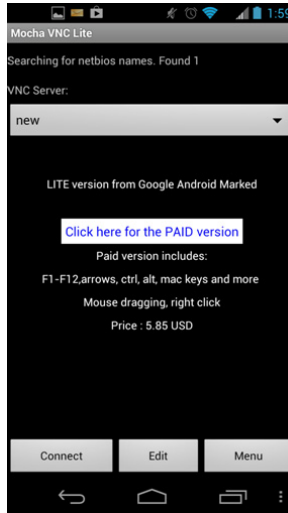 1:59
Mocha VNC Lite
Searching for netbios names. Found 1
VNC Server:
new
LITE version from Google Android Marked
Click here for the PAID version
Paid version includes:
F1-F12,arrows, ctrl, alt, mac keys and more
Mouse dragging, right click
Price : 5.85 USD
Connect Edit Menu